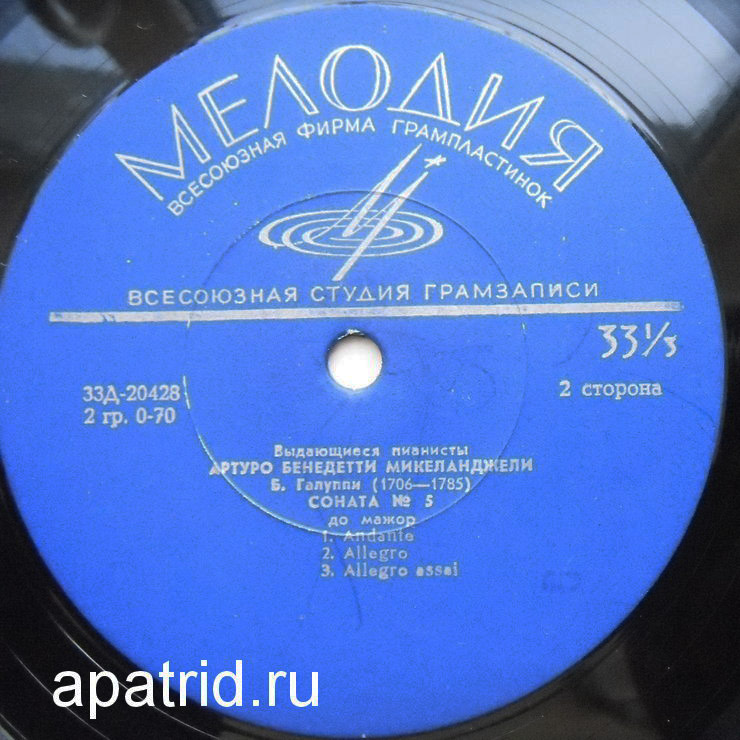 МЕЛОДИЯ
ВСЕСОЮЗНАЯ ФИРМА ГРАМПЛАСТИНОК
ВСЕСОЮЗНАЯ СТУДИЯ ГРАМЗАПИСИ
33⅓
33Д-20428
2 гр. 0-70
2 сторона
Выдающиеся пианисты
АРТУРО БЕНЕДЕТТИ МИКЕЛАНДЖЕЛИ
Б. Галуппи (1706—1785)
СОНАТА № 5
до мажор
1. Andante
2. Allegro
3. Allegro assai
apatrid.ru